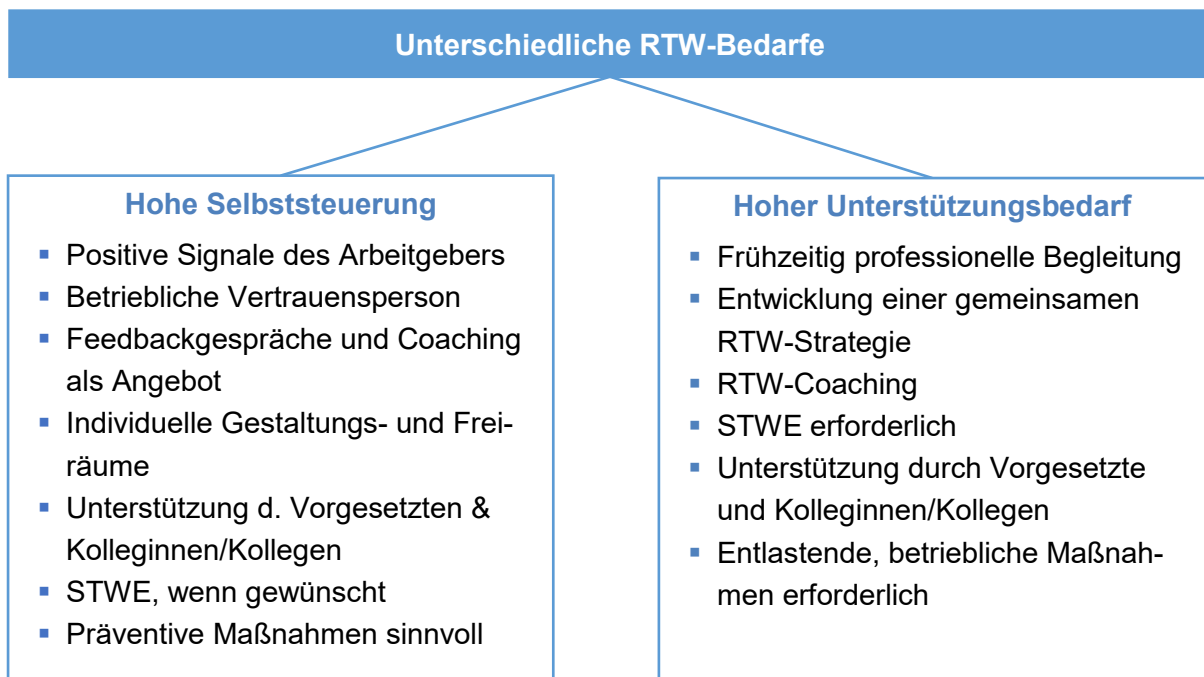 Unterschiedliche RTW-Bedarfe
Hohe Selbststeuerung
▪ Positive Signale des Arbeitgebers
▪ Betriebliche Vertrauensperson
▪ Feedbackgespräche und Coaching
als Angebot
▪ Individuelle Gestaltungs- und Frei-
räume
▪ Unterstützung d. Vorgesetzten &
Kolleginnen/Kollegen
▪ STWE, wenn gewünscht
▪ Präventive Maßnahmen sinnvoll
Hoher Unterstützungsbedarf
▪ Frühzeitig professionelle Begleitung
▪ Entwicklung einer gemeinsamen
RTW-Strategie
▪ RTW-Coaching
▪ STWE erforderlich
▪ Unterstützung durch Vorgesetzte
und Kolleginnen/Kollegen
▪ Entlastende, betriebliche Maßnah-
men erforderlich